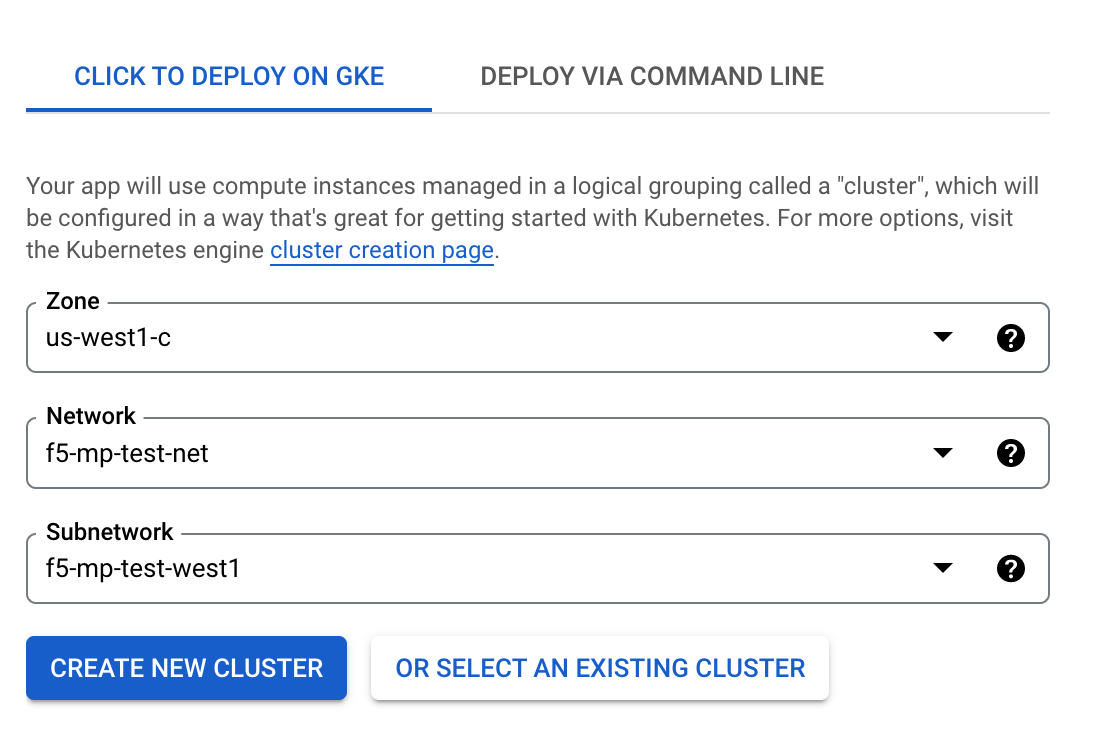 CLICK TO DEPLOY ON GKE
DEPLOY VIA COMMAND LINE
Your app will use compute instances managed in a logical grouping called a "cluster", which will
be configured in a way that's great for getting started with Kubernetes. For more options, visit
the Kubernetes engine cluster creation page.
Zone
us-west1-c
Network
f5-mp-test-net
Subnetwork
f5-mp-test-west1
CREATE NEW CLUSTER
OR SELECT AN EXISTING CLUSTER